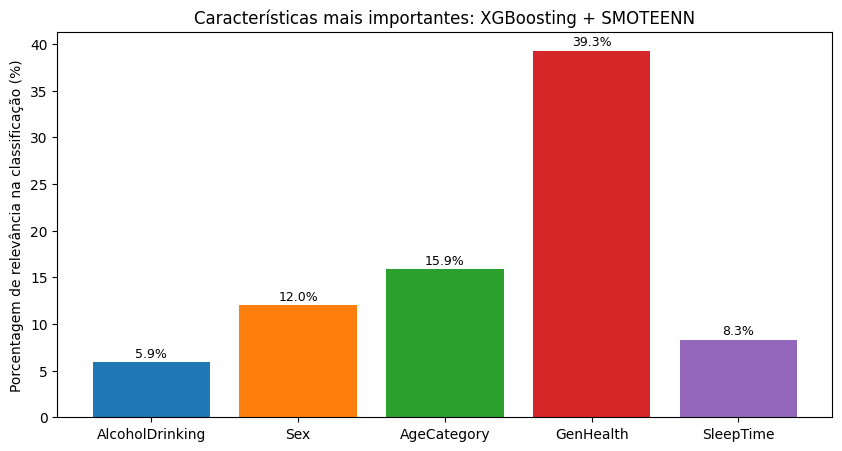 Características mais importantes: XGBoosting + SMOTEENN
Porcentagem de relevância na classificação (%)
40
35
30
25
20
15
10
5
0
5.9%
12.0%
15.9%
39.3%
8.3%
AlcoholDrinking
Sex
AgeCategory
GenHealth
SleepTime